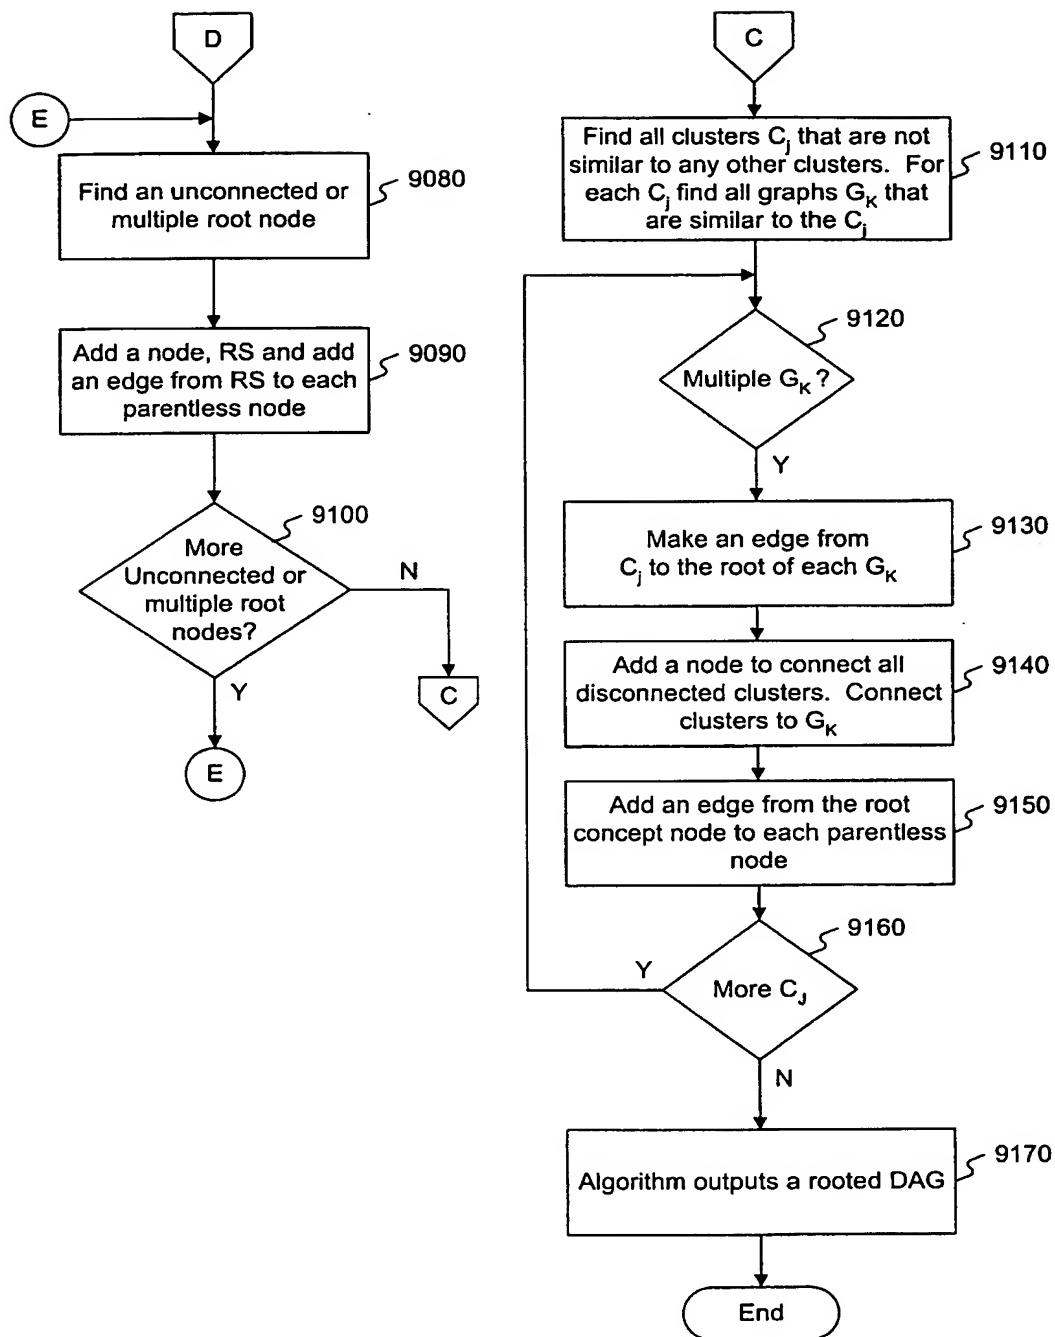 D
E
Find an unconnected or
multiple root node
9080
Add a node, RS and add
an edge from RS to each
parentless node
9090
9100
More
Unconnected or
multiple root
nodes?
N
Y
C
E
C
Find all clusters Cj that are not
similar to any other clusters. For
each Cj find all graphs GK that
are similar to the Cj
9110
9120
Multiple GK ?
Y
Make an edge from
Cj to the root of each GK
9130
Add a node to connect all
disconnected clusters. Connect
clusters to GK
9140
Add an edge from the root
concept node to each parentless
node
9150
9160
Y
More CJ
N
Algorithm outputs a rooted DAG
9170
End